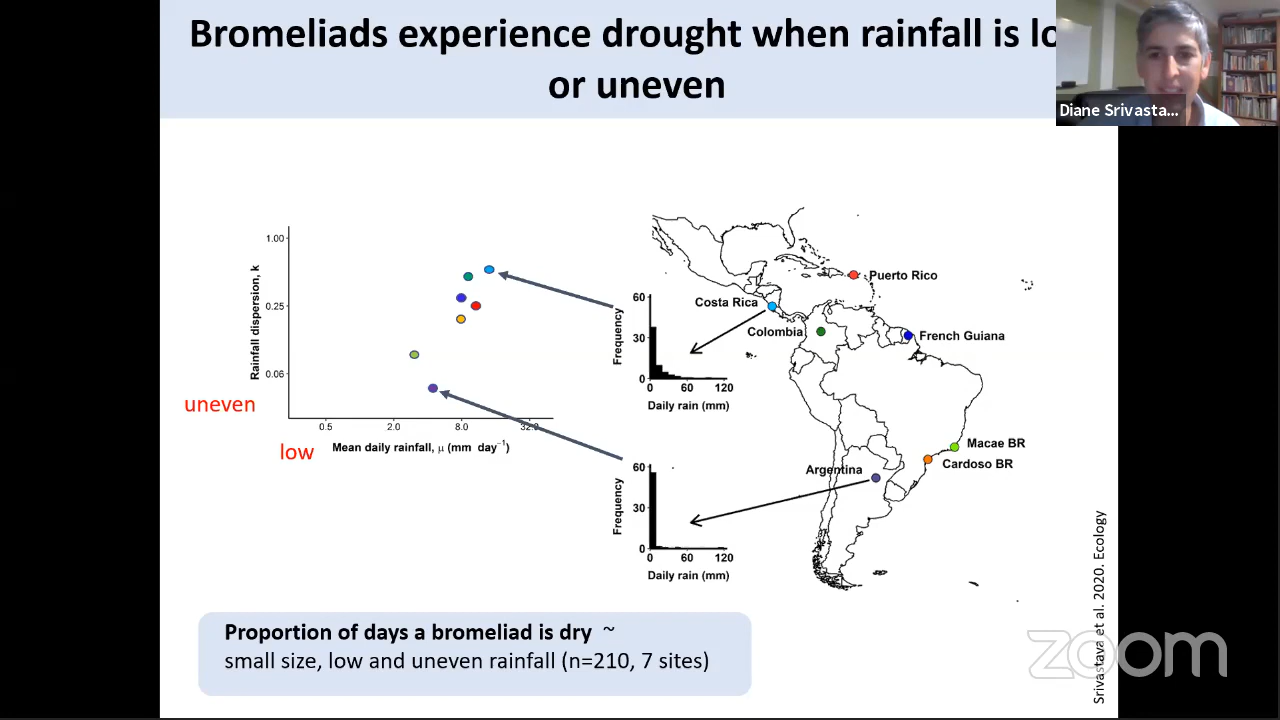 Bromeliads experience drought when rainfall is lo
or uneven
Diane Srivasta...
1.00
0.25
0.06
Rainfall dispersion, k
uneven
0.5 2.0 8.0 32.0
low
Mean daily rainfall, μ (mm day⁻¹)
60
30
0
Frequency
0 60 120
Daily rain (mm)
60
30
0
Frequency
0 60 120
Daily rain (mm)
Puerto Rico
Costa Rica
Colombia
French Guiana
Macae BR
Cardoso BR
Argentina
Proportion of days a bromeliad is dry ~
small size, low and uneven rainfall (n=210, 7 sites)
Srivastava et al. 2020. Ecology
zoom